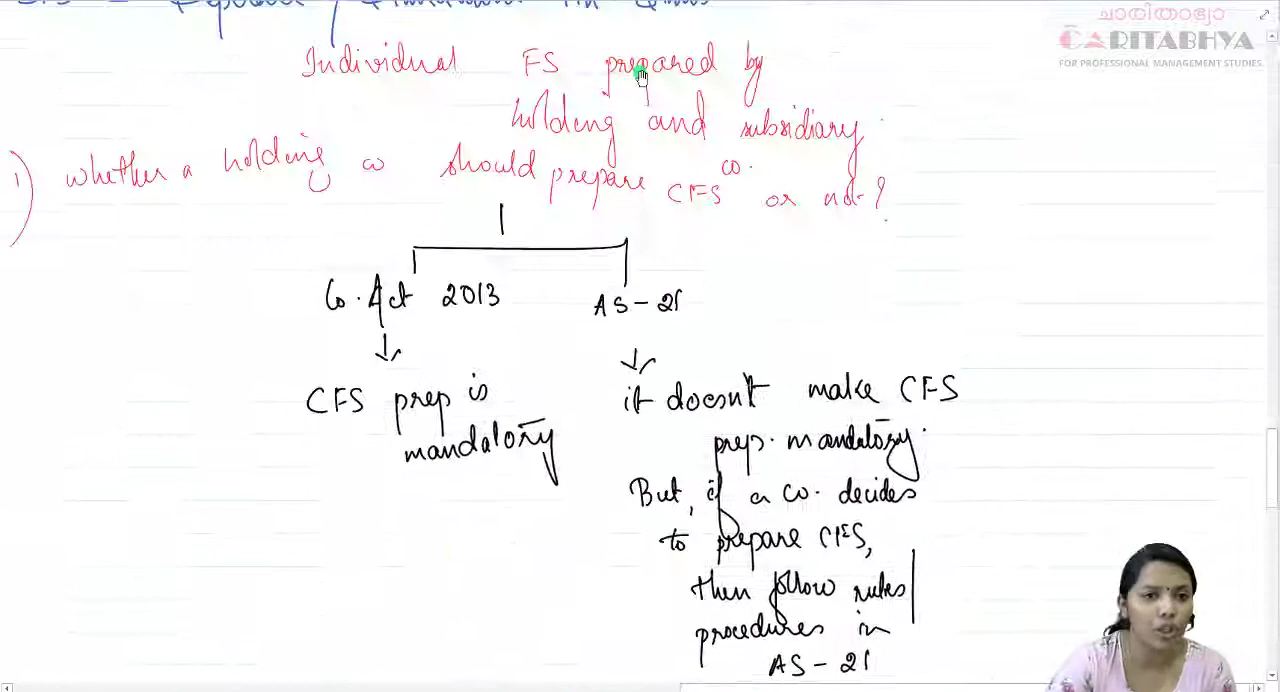 ചാരിതാഭ്യാ
CARITABHYA
FOR PROFESSIONAL MANAGEMENT STUDIES
Individual FS prepared by
holding and subsidiary
co.
1) Whether a holding co should prepare CFS or not?
Co. Act 2013 AS-21
CFS prep is
mandatory
it doesn't make CFS
prep. mandatory.
But, if a co. decides
to prepare CFS,
then follow rules
procedures in
AS-21